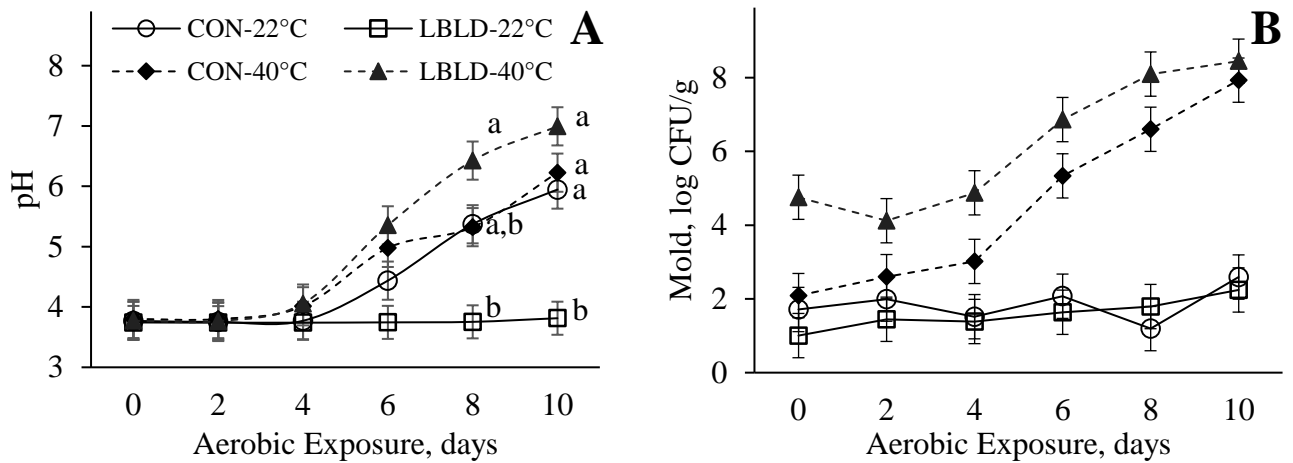 CON-22°C LBLD-22°C A
CON-40°C LBLD-40°C
8
7
6
5
4
3
pH
a
a
a
a
a,b
b
b
0 2 4 6 8 10
Aerobic Exposure, days
B
8
6
4
2
0
Mold, log CFU/g
0 2 4 6 8 10
Aerobic Exposure, days